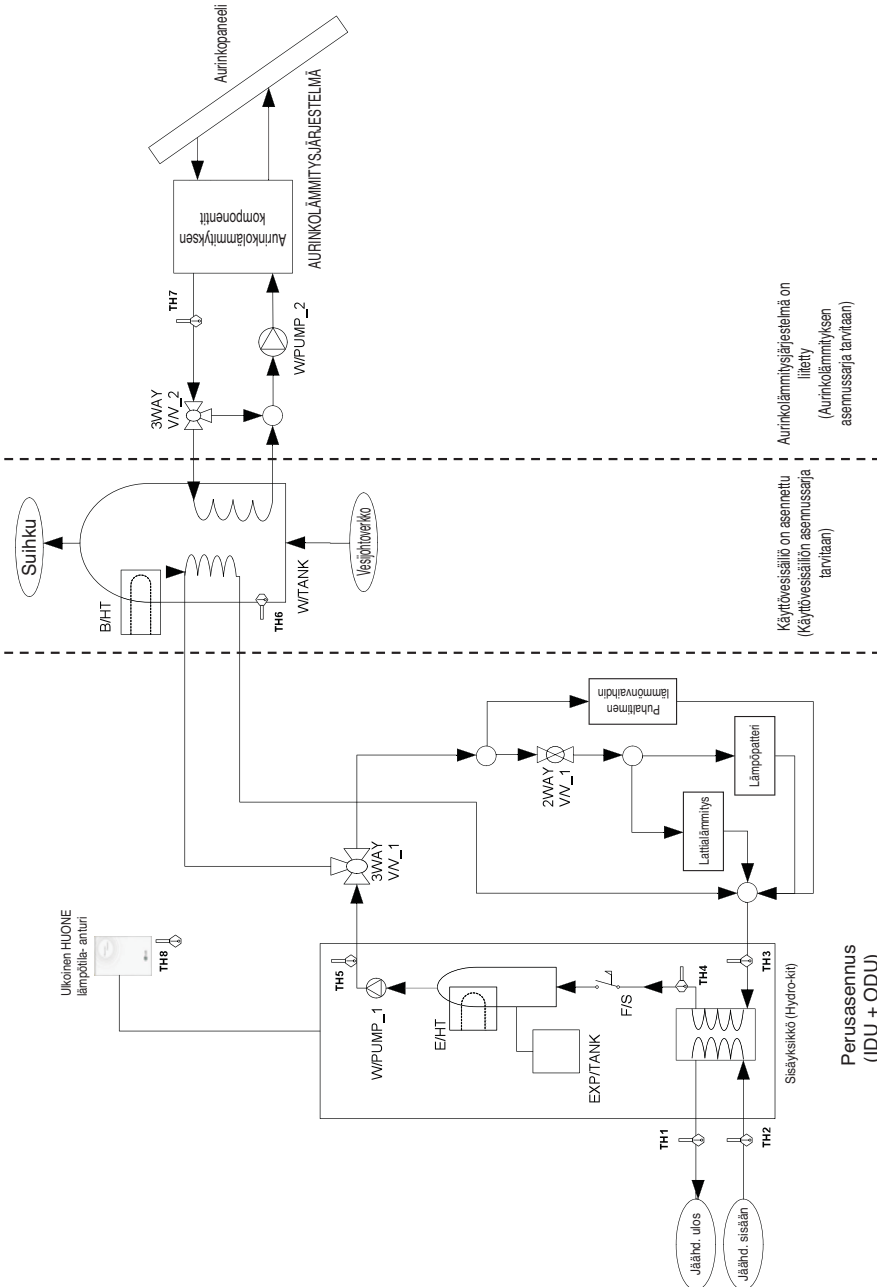 Jäähd. ulos
Jäähd. sisään
TH1
TH2
Ulkoinen HUONE
lämpötila- anturi
TH8
W/PUMP_1
TH5
E/HT
EXP/TANK
F/S
TH4
TH3
Sisäyksikkö (Hydro-kit)
3WAY
V/V_1
2WAY
V/V_1
Puhaltimen
lämmönvaihdin
Lattialämmitys
Lämpöpatteri
Perusasennus
(IDU + ODU)
Suihku
B/HT
TH6
W/TANK
Vesijohtoverkko
Käyttövesisäiliö on asennettu
(Käyttövesisäiliön asennussarja
tarvitaan)
3WAY
V/V_2
TH7
W/PUMP_2
Aurinkolämmityksen
komponentit
AURINKOLÄMMITYSJÄRJESTELMÄ
Aurinkopaneeli
Aurinkolämmitysjärjestelmä on
liitetty
(Aurinkolämmityksen
asennussarja tarvitaan)